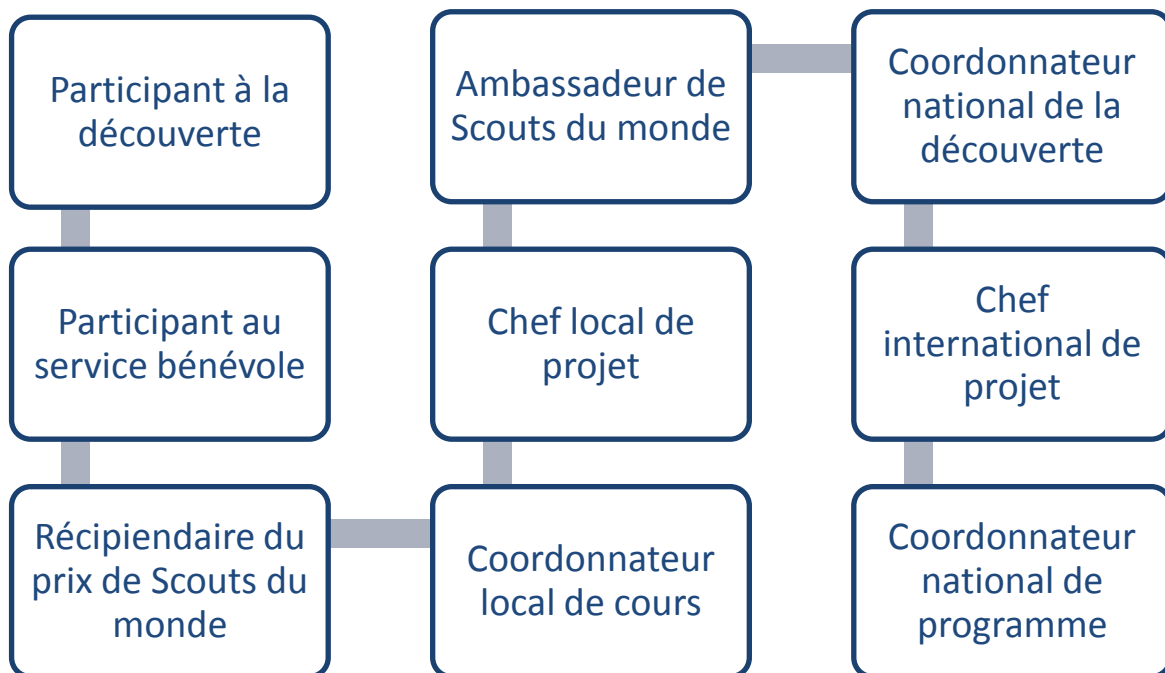 Participant à la
découverte
Participant au
service bénévole
Récipiendaire du
prix de Scouts du
monde
Coordonnateur
local de cours
Chef local de
projet
Ambassadeur de
Scouts du monde
Coordonnateur
national de la
découverte
Chef
international de
projet
Coordonnateur
national de
programme